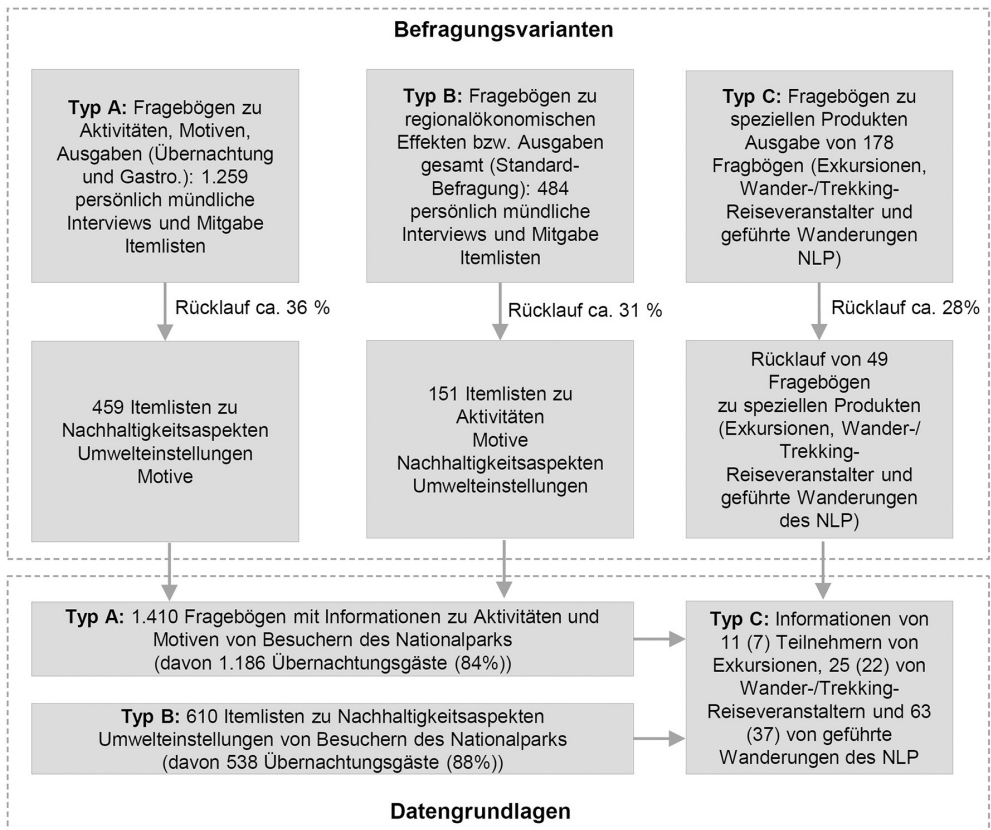 Befragungsvarianten
Typ A: Fragebögen zu
Aktivitäten, Motiven,
Ausgaben (Übernachtung
und Gastro.): 1.259
persönlich mündliche
Interviews und Mitgabe
Itemlisten
Typ B: Fragebögen zu
regionalökonomischen
Effekten bzw. Ausgaben
gesamt (Standard-
Befragung): 484
persönlich mündliche
Interviews und Mitgabe
Itemlisten
Typ C: Fragebögen zu
speziellen Produkten
Ausgabe von 178
Fragbögen (Exkursionen,
Wander-/Trekking-
Reiseveranstalter und
geführte Wanderungen
NLP)
Rücklauf ca. 36 %
Rücklauf ca. 31 %
Rücklauf ca. 28%
459 Itemlisten zu
Nachhaltigkeitsaspekten
Umwelteinstellungen
Motive
151 Itemlisten zu
Aktivitäten
Motive
Nachhaltigkeitsaspekten
Umwelteinstellungen
Rücklauf von 49
Fragebögen
zu speziellen Produkten
(Exkursionen, Wander-/
Trekking-
Reiseveranstalter und
geführte Wanderungen
des NLP)
Typ A: 1.410 Fragebögen mit Informationen zu Aktivitäten und
Motiven von Besuchern des Nationalparks
(davon 1.186 Übernachtungsgäste (84%))
Typ B: 610 Itemlisten zu Nachhaltigkeitsaspekten
Umwelteinstellungen von Besuchern des Nationalparks
(davon 538 Übernachtungsgäste (88%))
Typ C: Informationen von
11 (7) Teilnehmern von
Exkursionen, 25 (22) von
Wander-/Trekking-
Reiseveranstaltern und 63
(37) von geführte
Wanderungen des NLP
Datengrundlagen